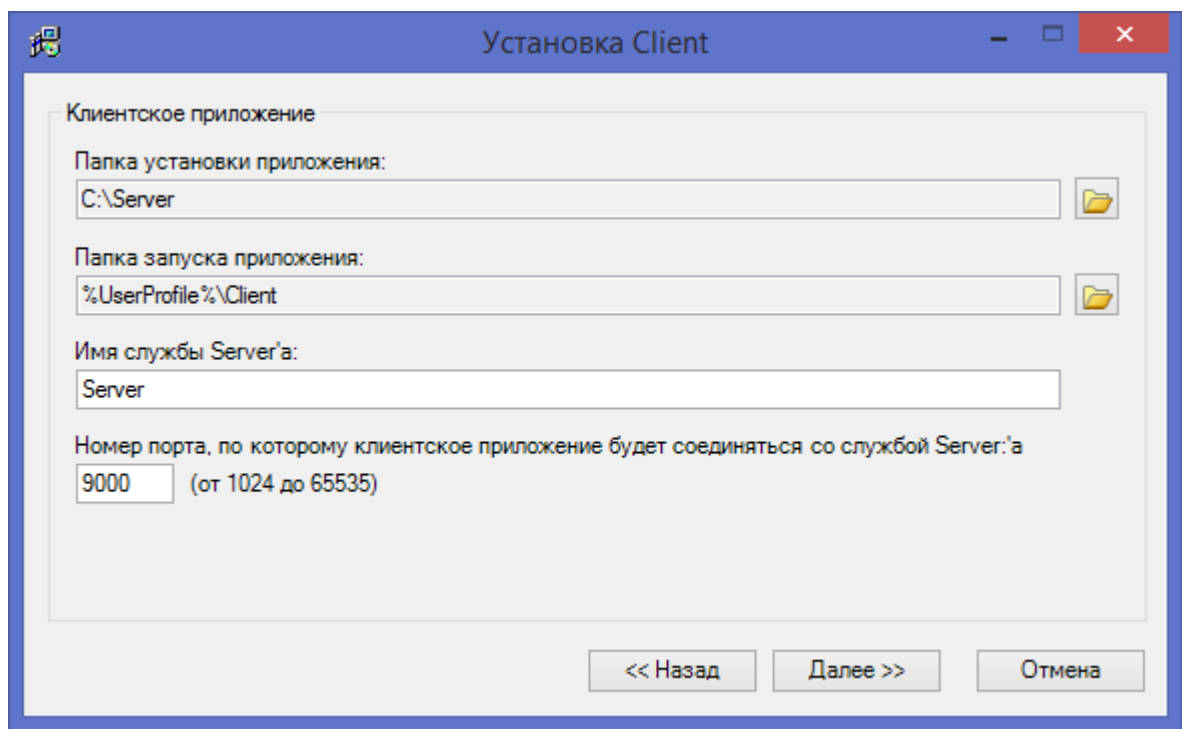 Установка Client
Клиентское приложение
Папка установки приложения:
C:\Server
Папка запуска приложения:
%UserProfile%\Client
Имя службы Server'а:
Server
Номер порта, по которому клиентское приложение будет соединяться со службой Server:'а
9000 (от 1024 до 65535)
<< Назад Далее >> Отмена